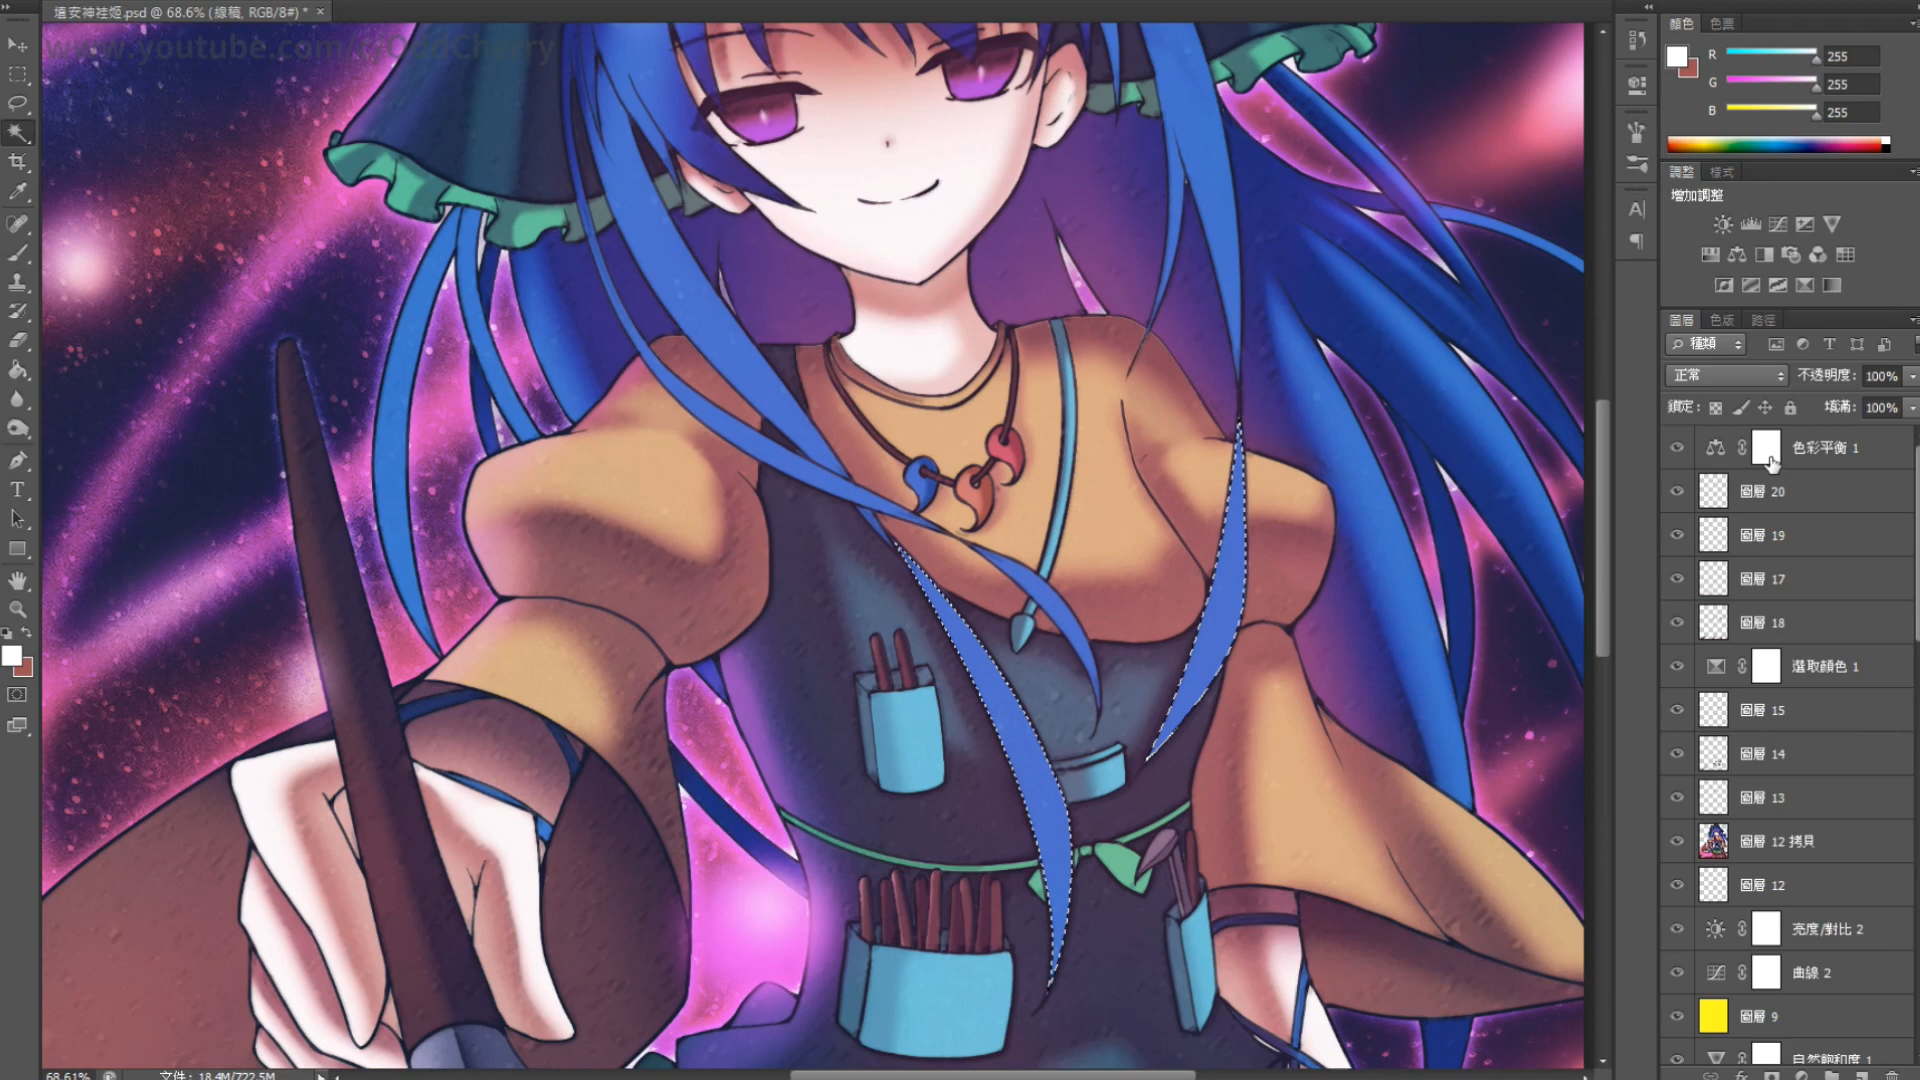 埴安神袿姬.psd @ 68.6% (線稿, RGB/8#) * ×
顏色 色票
R 255
G 255
B 255
調整 樣式
增加調整
圖層 色版 路徑
種類
正常 不透明度: 100%
鎖定: 填滿: 100%
色彩平衡 1
圖層 20
圖層 19
圖層 17
圖層 18
選取顏色 1
圖層 15
圖層 14
圖層 13
圖層 12 拷貝
圖層 12
亮度/對比 2
曲線 2
圖層 9
自然飽和度 1
68.61% 文件: 18.4M/722.5M